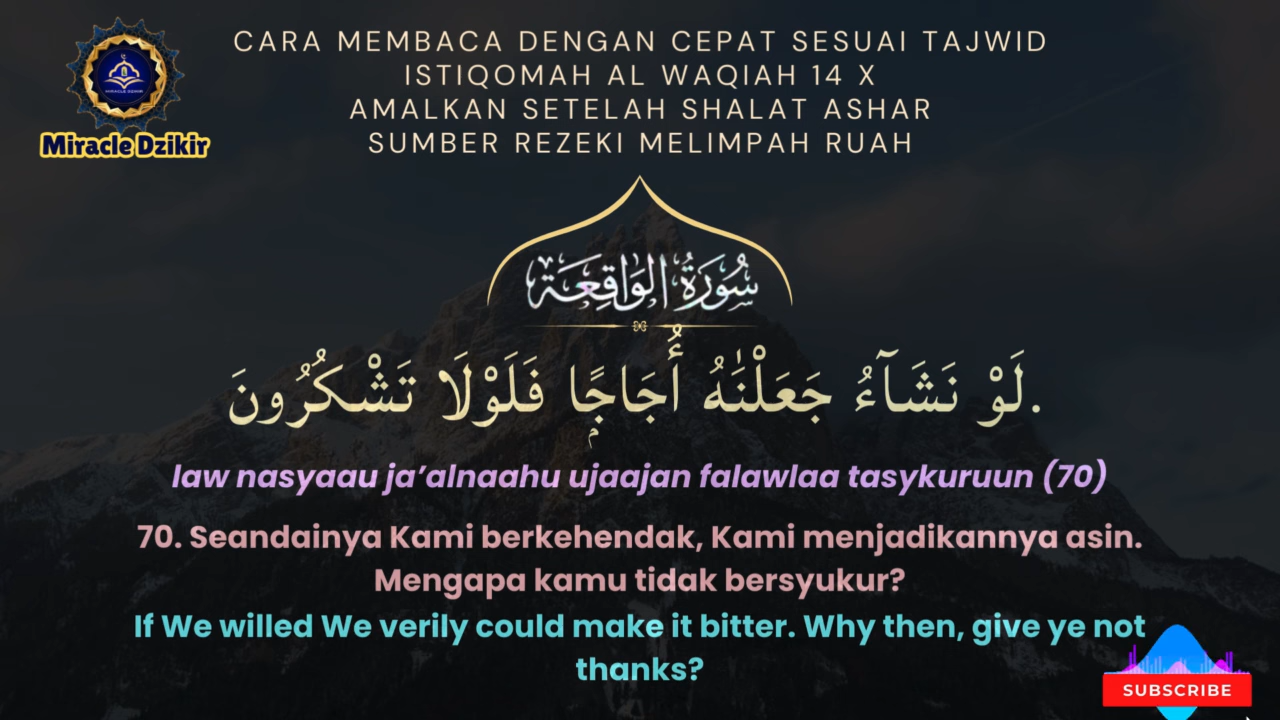 CARA MEMBACA DENGAN CEPAT SESUAI TAJWID
ISTIQOMAH AL WAQIAH 14 X
AMALKAN SETELAH SHALAT ASHAR
SUMBER REZEKI MELIMPAH RUAH
MIRACLE DZIKIR
Miracle Dzikir
سُوْرَةُ الوَاقِعَة
.لَوْ نَشَآءُ جَعَلْنٰهُ أُجَاجًۭا فَلَوْلَا تَشْكُرُونَ
law nasyaau ja’alnaahu ujaajan falawlaa tasykuruun (70)
70. Seandainya Kami berkehendak, Kami menjadikannya asin.
Mengapa kamu tidak bersyukur?
If We willed We verily could make it bitter. Why then, give ye not
thanks?
SUBSCRIBE